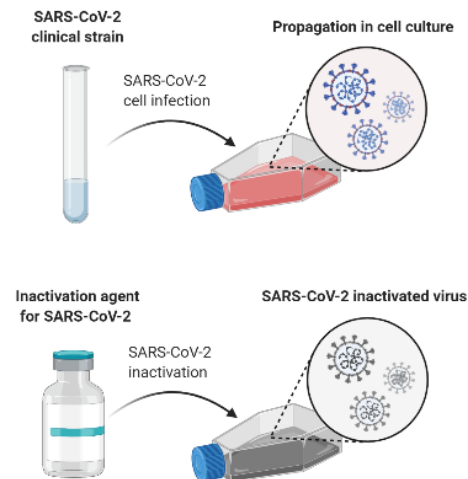 SARS-CoV-2
clinical strain
Propagation in cell culture
SARS-CoV-2
cell infection
Inactivation agent
for SARS-CoV-2
SARS-CoV-2 inactivated virus
SARS-CoV-2
inactivation